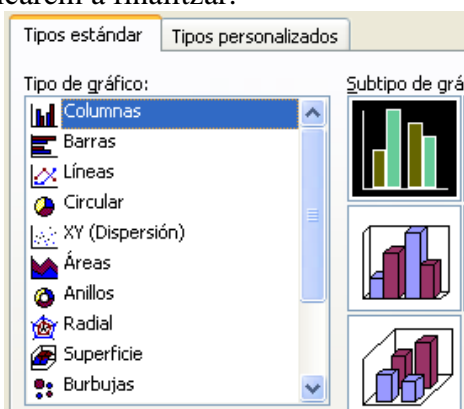 a finalitzar.
Tipos estándar Tipos personalizados
Tipo de gráfico: Subtipo de grá
Columnas
Barras
Líneas
Circular
XY (Dispersión)
Áreas
Anillos
Radial
Superficie
Burbujas